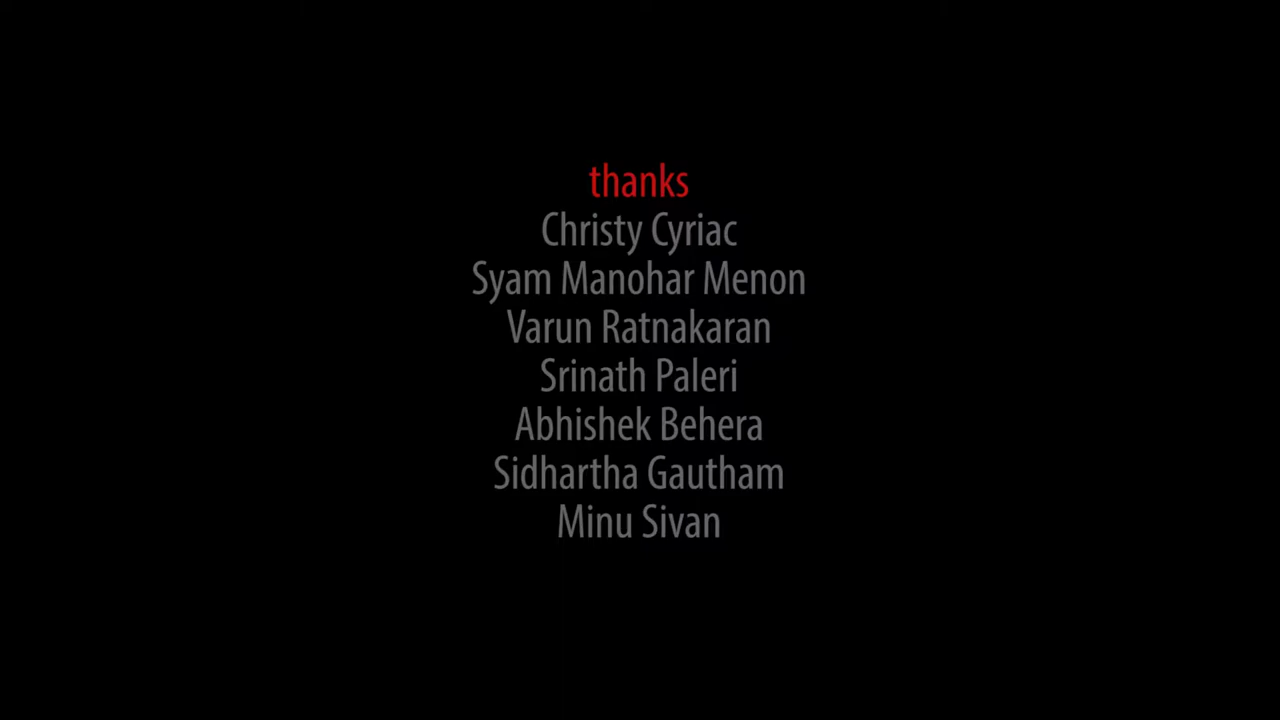 thanks
Christy Cyriac
Syam Manohar Menon
Varun Ratnakaran
Srinath Paleri
Abhishek Behera
Sidhartha Gautham
Minu Sivan